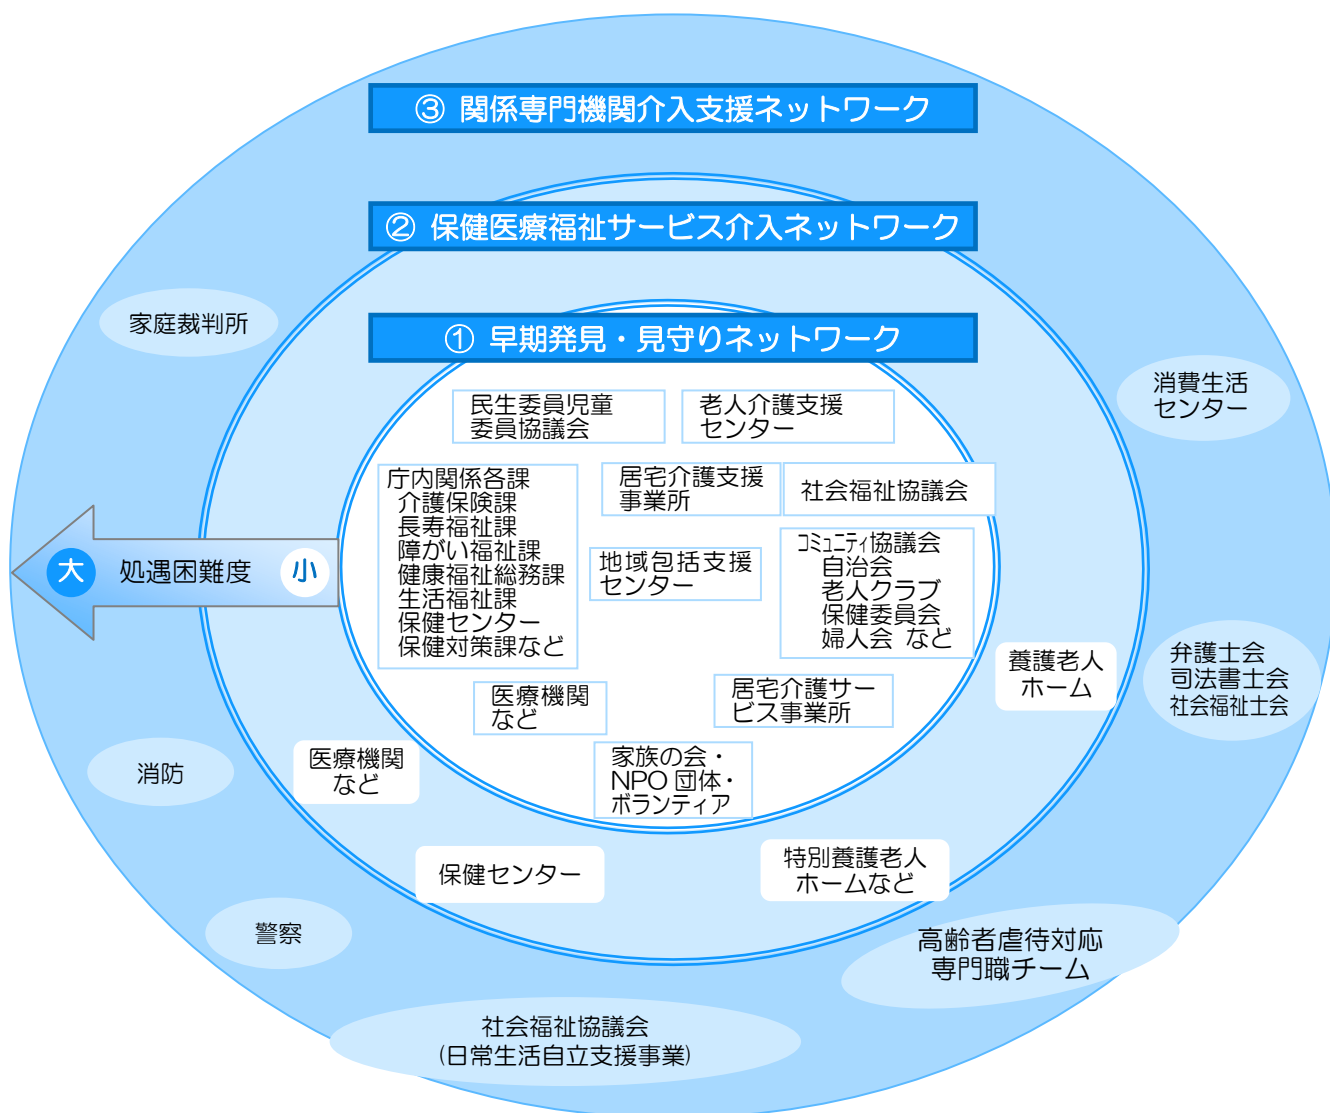 ③ 関係専門機関介入支援ネットワーク
② 保健医療福祉サービス介入ネットワーク
① 早期発見・見守りネットワーク
家庭裁判所
消費生活
センター
民生委員児童
委員協議会
老人介護支援
センター
庁内関係各課
介護保険課
長寿福祉課
障がい福祉課
健康福祉総務課
生活福祉課
保健センター
保健対策課など
居宅介護支援
事業所
社会福祉協議会
地域包括支援
センター
コミュニティ協議会
自治会
老人クラブ
保健委員会
婦人会 など
大 処遇困難度 小
医療機関
など
居宅介護サー
ビス事業所
家族の会・
NPO 団体・
ボランティア
養護老人
ホーム
弁護士会
司法書士会
社会福祉士会
消防
医療機関
など
保健センター
特別養護老人
ホームなど
警察
高齢者虐待対応
専門職チーム
社会福祉協議会
(日常生活自立支援事業)